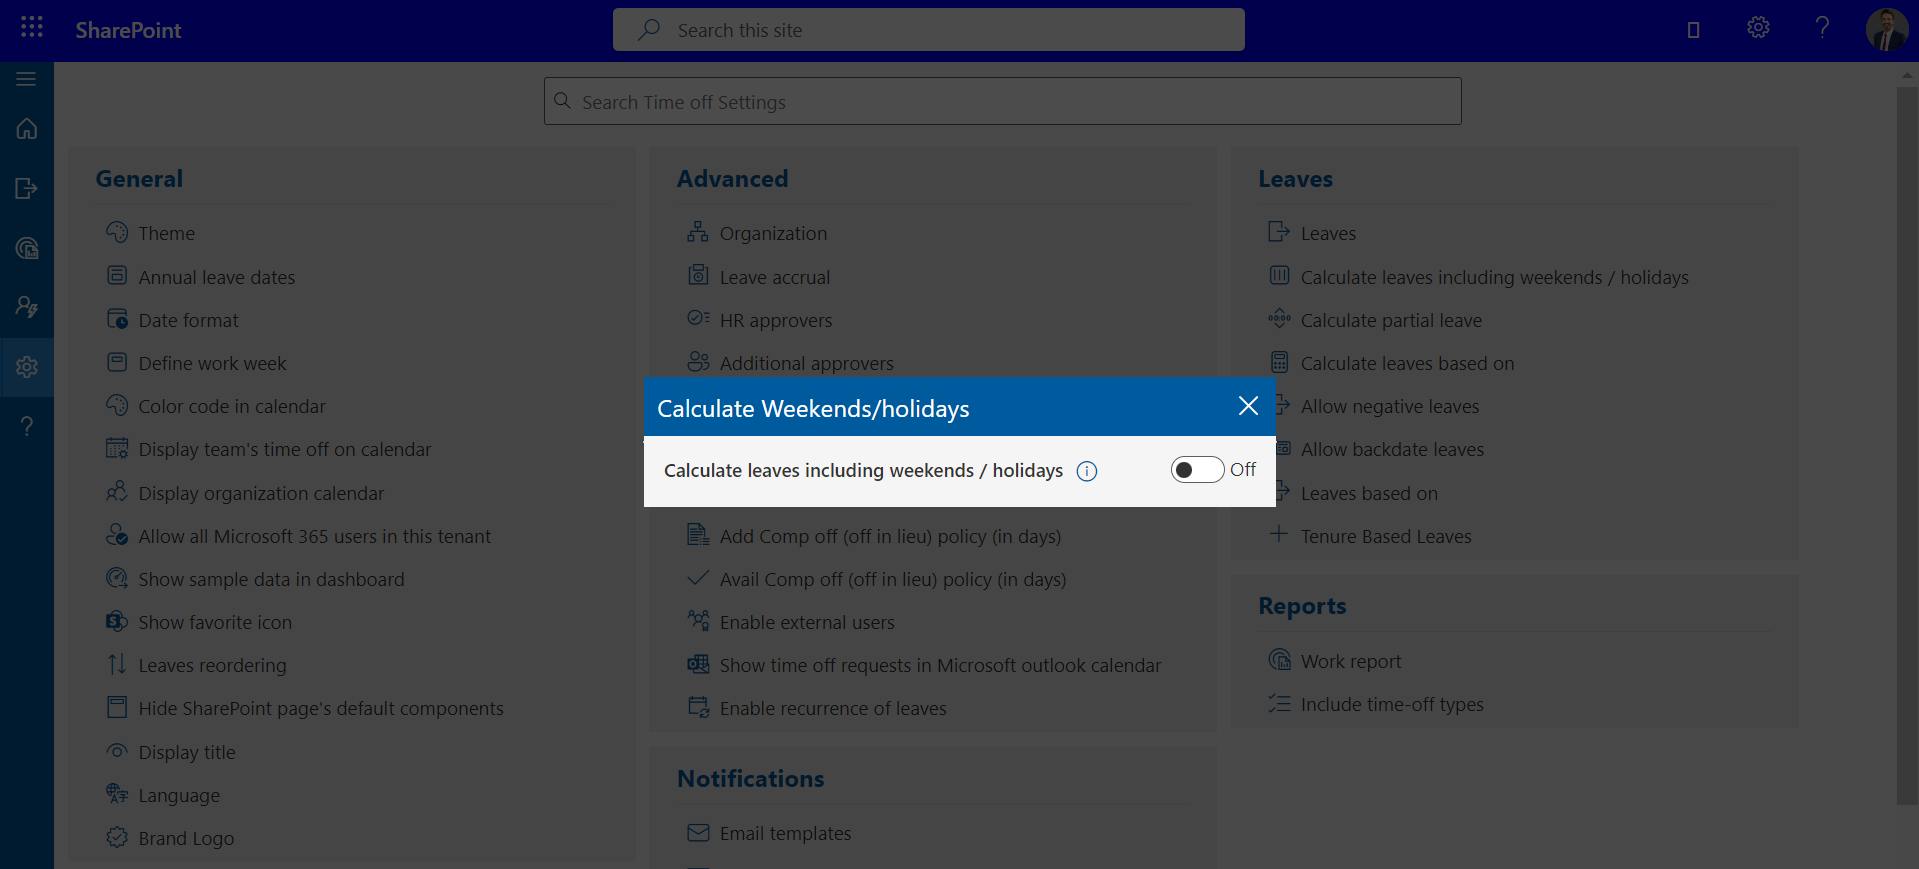 SharePoint
Search this site
Search Time off Settings
General
Theme
Annual leave dates
Date format
Define work week
Color code in calendar
Display team's time off on calendar
Display organization calendar
Allow all Microsoft 365 users in this tenant
Show sample data in dashboard
Show favorite icon
Leaves reordering
Hide SharePoint page's default components
Display title
Language
Brand Logo
Advanced
Organization
Leave accrual
HR approvers
Additional approvers
Calculate Weekends/holidays
Calculate leaves including weekends / holidays
Off
Add Comp off (off in lieu) policy (in days)
Avail Comp off (off in lieu) policy (in days)
Enable external users
Show time off requests in Microsoft outlook calendar
Enable recurrence of leaves
Notifications
Email templates
Leaves
Leaves
Calculate leaves including weekends / holidays
Calculate partial leave
Calculate leaves based on
Allow negative leaves
Allow backdate leaves
Leaves based on
Tenure Based Leaves
Reports
Work report
Include time-off types